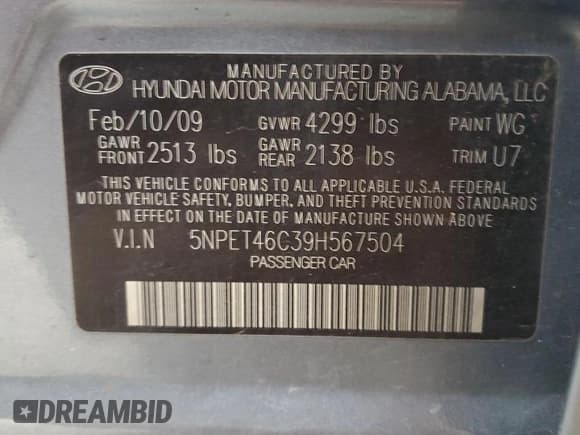 MANUFACTURED BY
HYUNDAI MOTOR MANUFACTURING ALABAMA, LLC
Feb/10/09 GVWR 4299 lbs PAINT WG
GAWR FRONT 2513 lbs GAWR REAR 2138 lbs TRIM U7
THIS VEHICLE CONFORMS TO ALL APPLICABLE U.S.A. FEDERAL
MOTOR VEHICLE SAFETY, BUMPER, AND THEFT PREVENTION STANDARDS
IN EFFECT ON THE DATE OF MANUFACTURE SHOWN ABOVE.
V.I.N 5NPET46C39H567504
PASSENGER CAR
DREAMBID